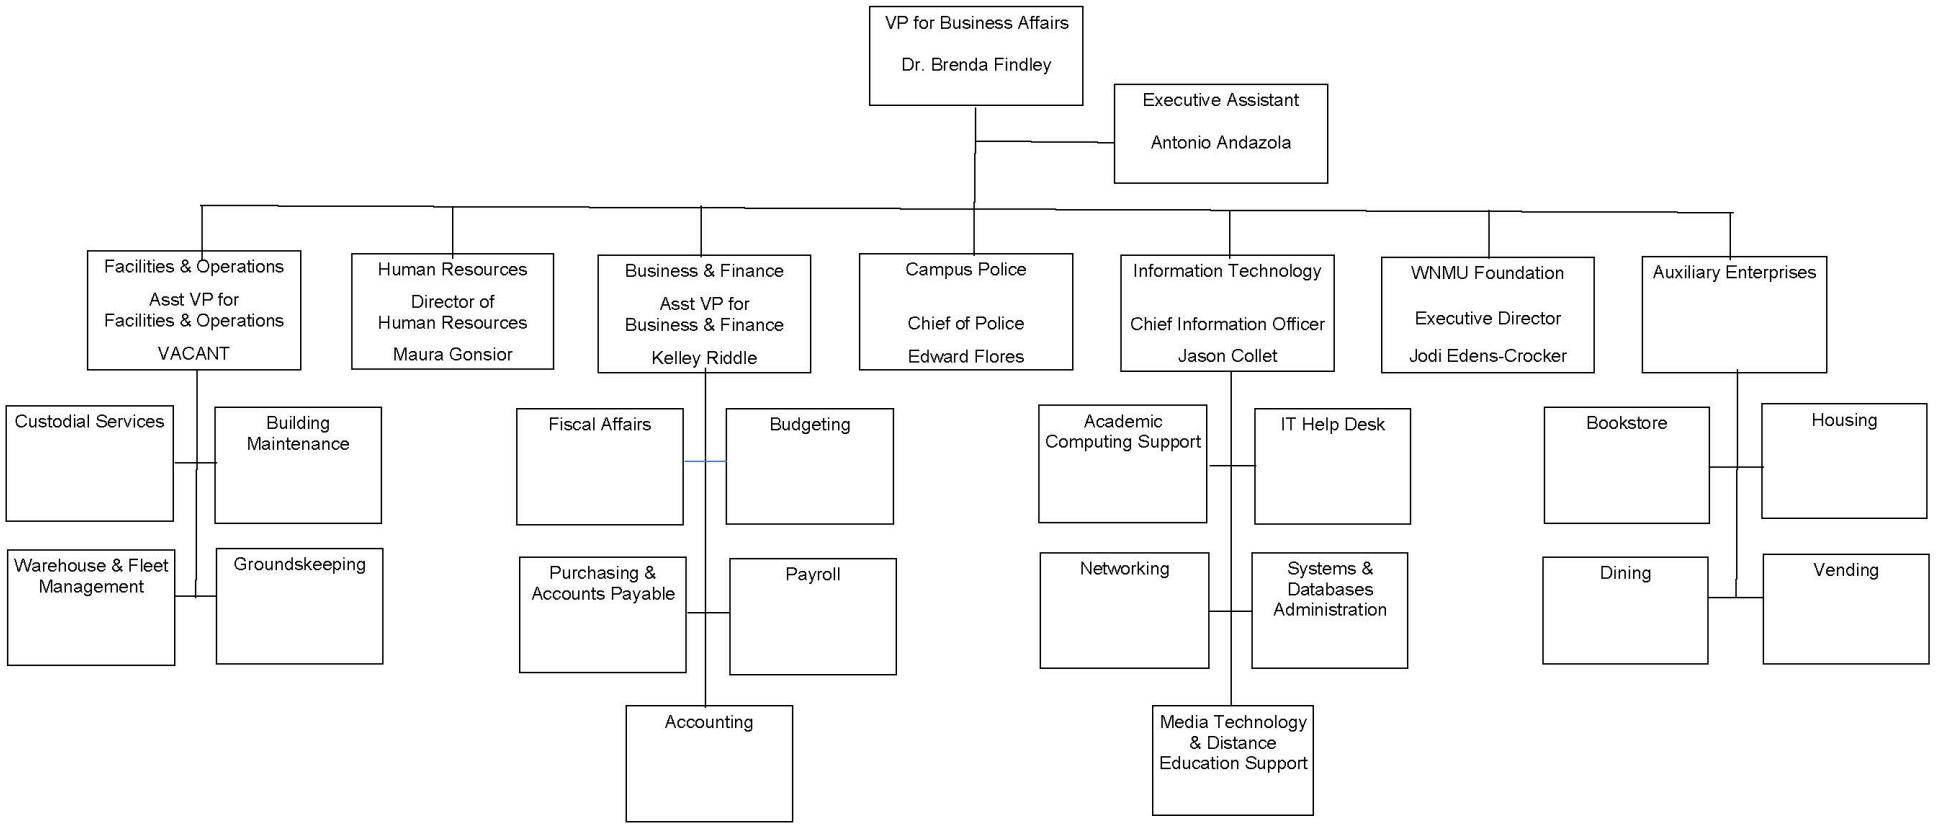 VP for Business Affairs
Dr. Brenda Findley
Executive Assistant
Antonio Andazola
Facilities & Operations
Asst VP for
Facilities & Operations
VACANT
Human Resources
Director of
Human Resources
Maura Gonsior
Business & Finance
Asst VP for
Business & Finance
Kelley Riddle
Campus Police
Chief of Police
Edward Flores
Information Technology
Chief Information Officer
Jason Collet
WNMU Foundation
Executive Director
Jodi Edens-Crocker
Auxiliary Enterprises
Custodial Services
Building
Maintenance
Fiscal Affairs
Budgeting
Academic
Computing Support
IT Help Desk
Bookstore
Housing
Warehouse & Fleet
Management
Groundskeeping
Purchasing &
Accounts Payable
Payroll
Networking
Systems &
Databases
Administration
Dining
Vending
Accounting
Media Technology
& Distance
Education Support